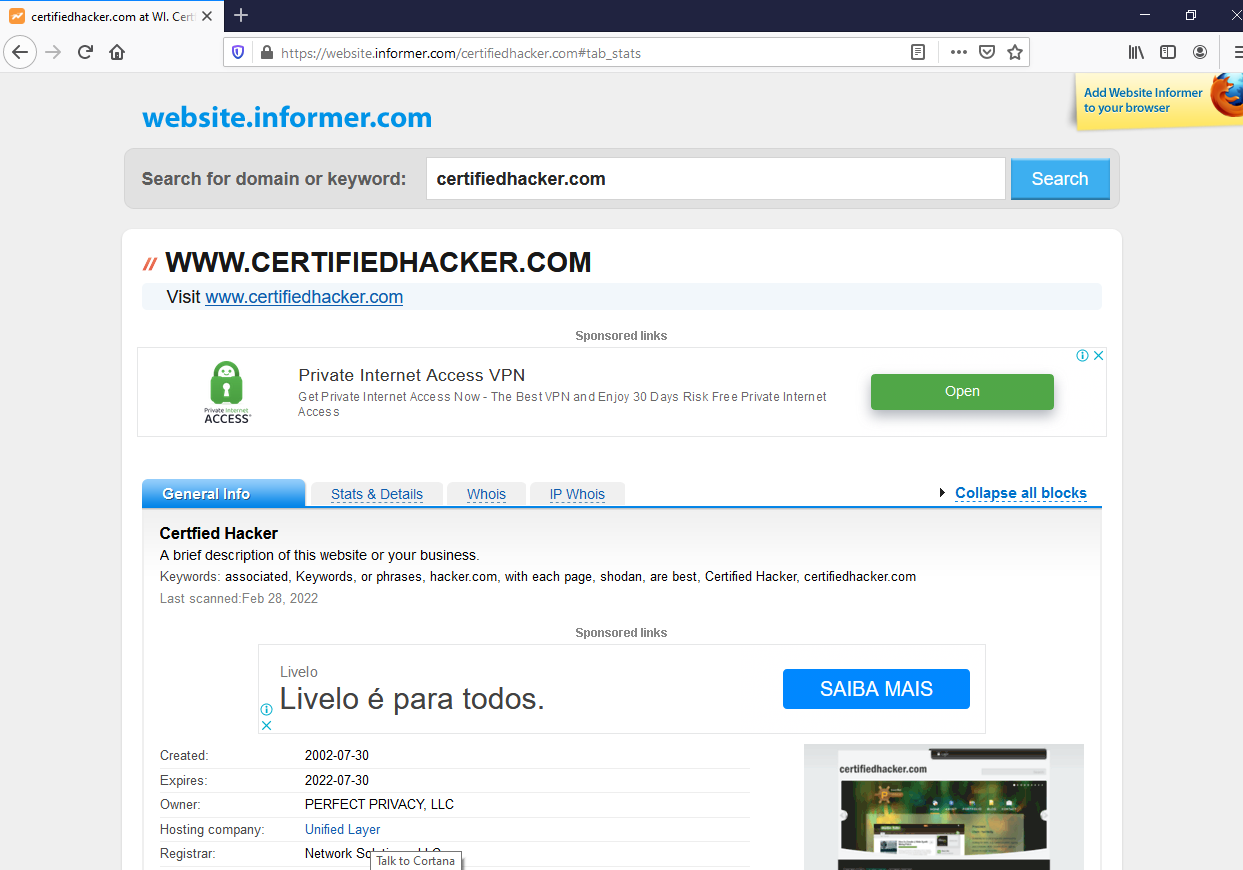 certifiedhacker.com at WI. Cert
https://website.informer.com/certifiedhacker.com#tab_stats
Add Website Informer
to your browser
website.informer.com
Search for domain or keyword:
certifiedhacker.com
Search
// WWW.CERTIFIEDHACKER.COM
Visit www.certifiedhacker.com
Sponsored links
Private Internet Access VPN
Get Private Internet Access Now - The Best VPN and Enjoy 30 Days Risk Free Private Internet
Access
Private Internet
ACCESS®
Open
General Info
Stats & Details
Whois
IP Whois
Collapse all blocks
Certfied Hacker
A brief description of this website or your business.
Keywords: associated, Keywords, or phrases, hacker.com, with each page, shodan, are best, Certified Hacker, certifiedhacker.com
Last scanned:Feb 28, 2022
Sponsored links
Livelo
Livelo é para todos.
SAIBA MAIS
Created: 2002-07-30
Expires: 2022-07-30
Owner: PERFECT PRIVACY, LLC
Hosting company: Unified Layer
Registrar: Network
Talk to Cortana
certifiedhacker.com